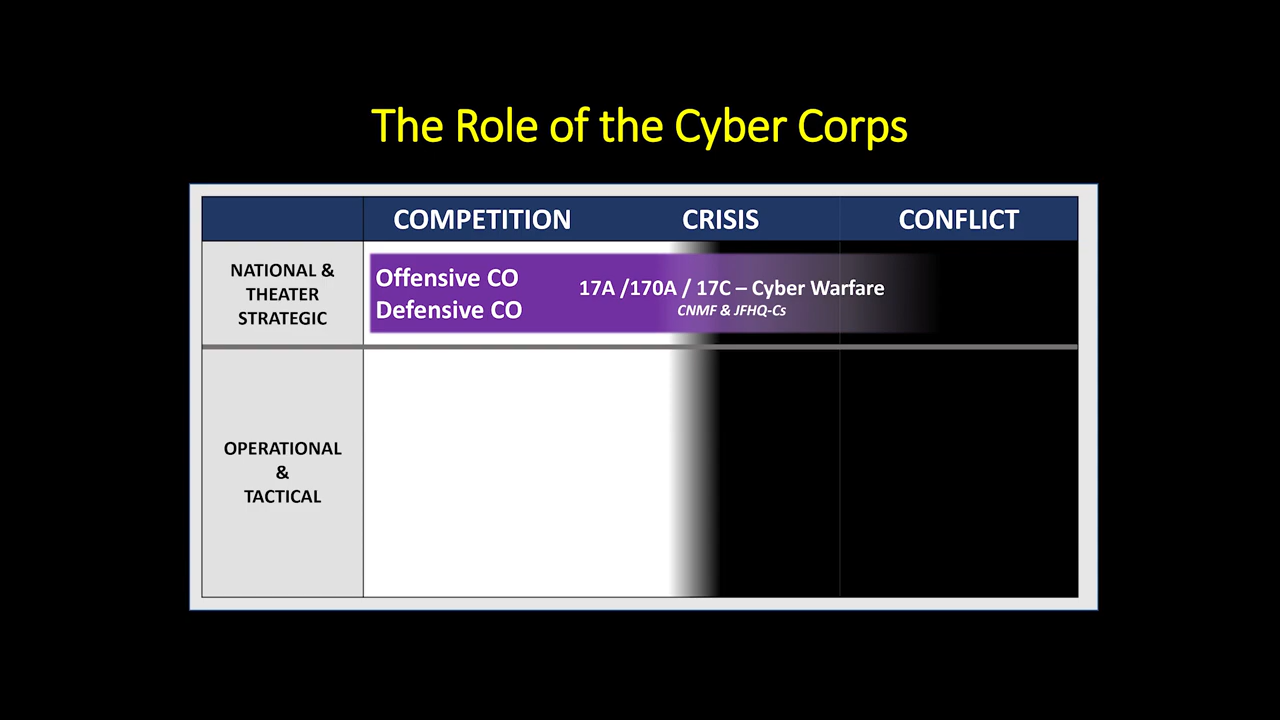 The Role of the Cyber Corps
COMPETITION CRISIS CONFLICT
NATIONAL &
THEATER
STRATEGIC
Offensive CO
Defensive CO
17A /170A / 17C – Cyber Warfare
CNMF & JFHQ-Cs
OPERATIONAL
&
TACTICAL